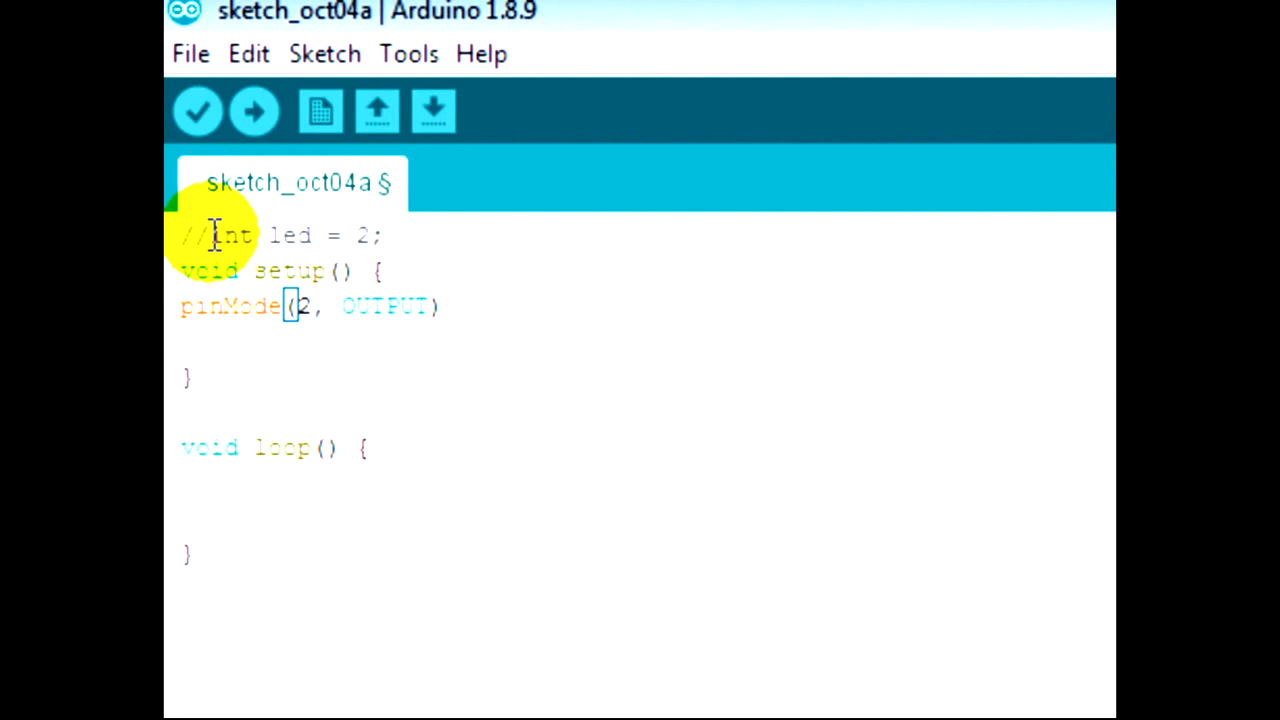 sketch_oct04a | Arduino 1.8.9
File Edit Sketch Tools Help
sketch_oct04a §
//int led = 2;
void setup() {
pinMode(2, OUTPUT)
}
void loop() {
}